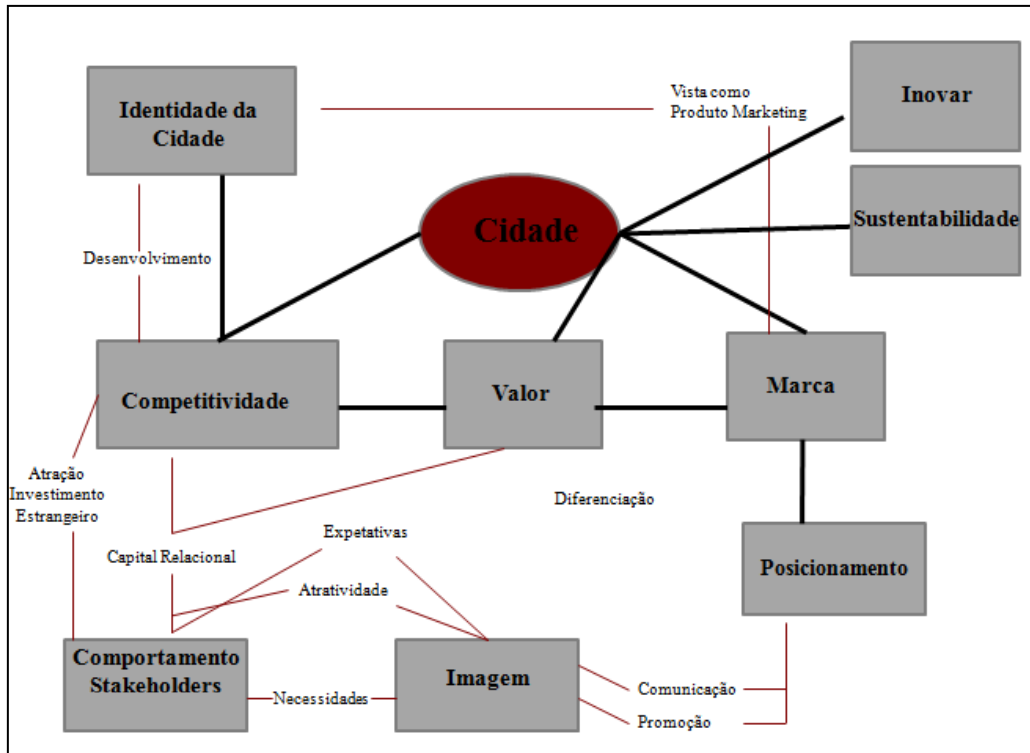 Identidade da
Cidade
Vista como
Produto Marketing
Inovar
Cidade
Sustentabilidade
Desenvolvimento
Competitividade
Valor
Marca
Atração
Investimento
Estrangeiro
Diferenciação
Expetativas
Capital Relacional
Atratividade
Posicionamento
Comportamento
Stakeholders
Necessidades
Imagem
Comunicação
Promoção